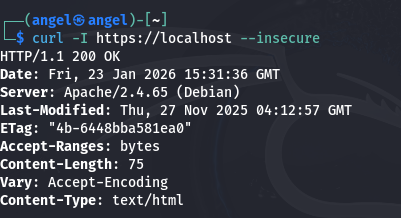 ┌──(angel㉿angel)-[~]
└─$ curl -I https://localhost --insecure
HTTP/1.1 200 OK
Date: Fri, 23 Jan 2026 15:31:36 GMT
Server: Apache/2.4.65 (Debian)
Last-Modified: Thu, 27 Nov 2025 04:12:57 GMT
ETag: "4b-6448bba581ea0"
Accept-Ranges: bytes
Content-Length: 75
Vary: Accept-Encoding
Content-Type: text/html